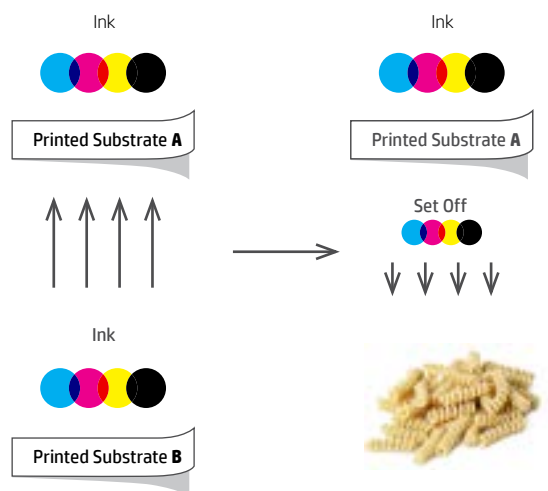 Ink
Printed Substrate A
Ink
Printed Substrate B
Ink
Printed Substrate A
Set Off